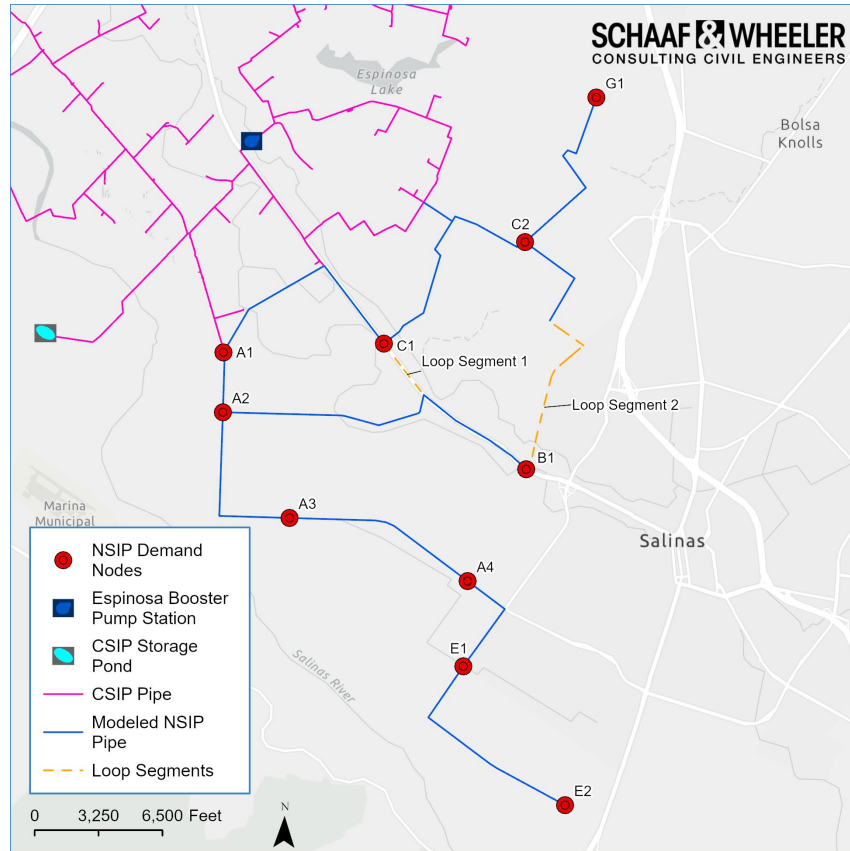 SCHAAF & WHEELER
CONSULTING CIVIL ENGINEERS
Espinosa
Lake
G1
Bolsa
Knolls
C2
C1
Loop Segment 1
A1
Loop Segment 2
A2
B1
Marina
Municipal
A3
Salinas
A4
E1
Salinas River
E2
NSIP Demand
Nodes
Espinosa Booster
Pump Station
CSIP Storage
Pond
CSIP Pipe
Modeled NSIP
Pipe
Loop Segments
0 3,250 6,500 Feet
N